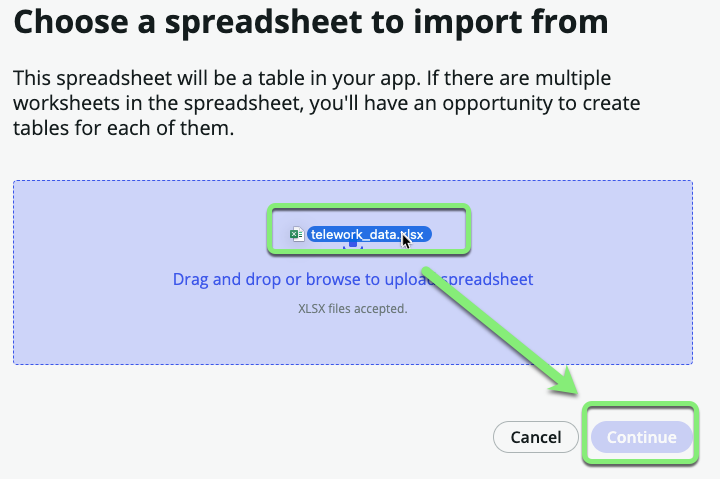 Choose a spreadsheet to import from
This spreadsheet will be a table in your app. If there are multiple
worksheets in the spreadsheet, you'll have an opportunity to create
tables for each of them.
telework_data.xlsx
Drag and drop or browse to upload spreadsheet
XLSX files accepted.
Cancel
Continue